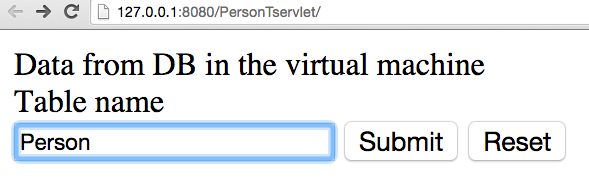 127.0.0.1:8080/PersonTservlet/
Data from DB in the virtual machine
Table name
Person Submit Reset